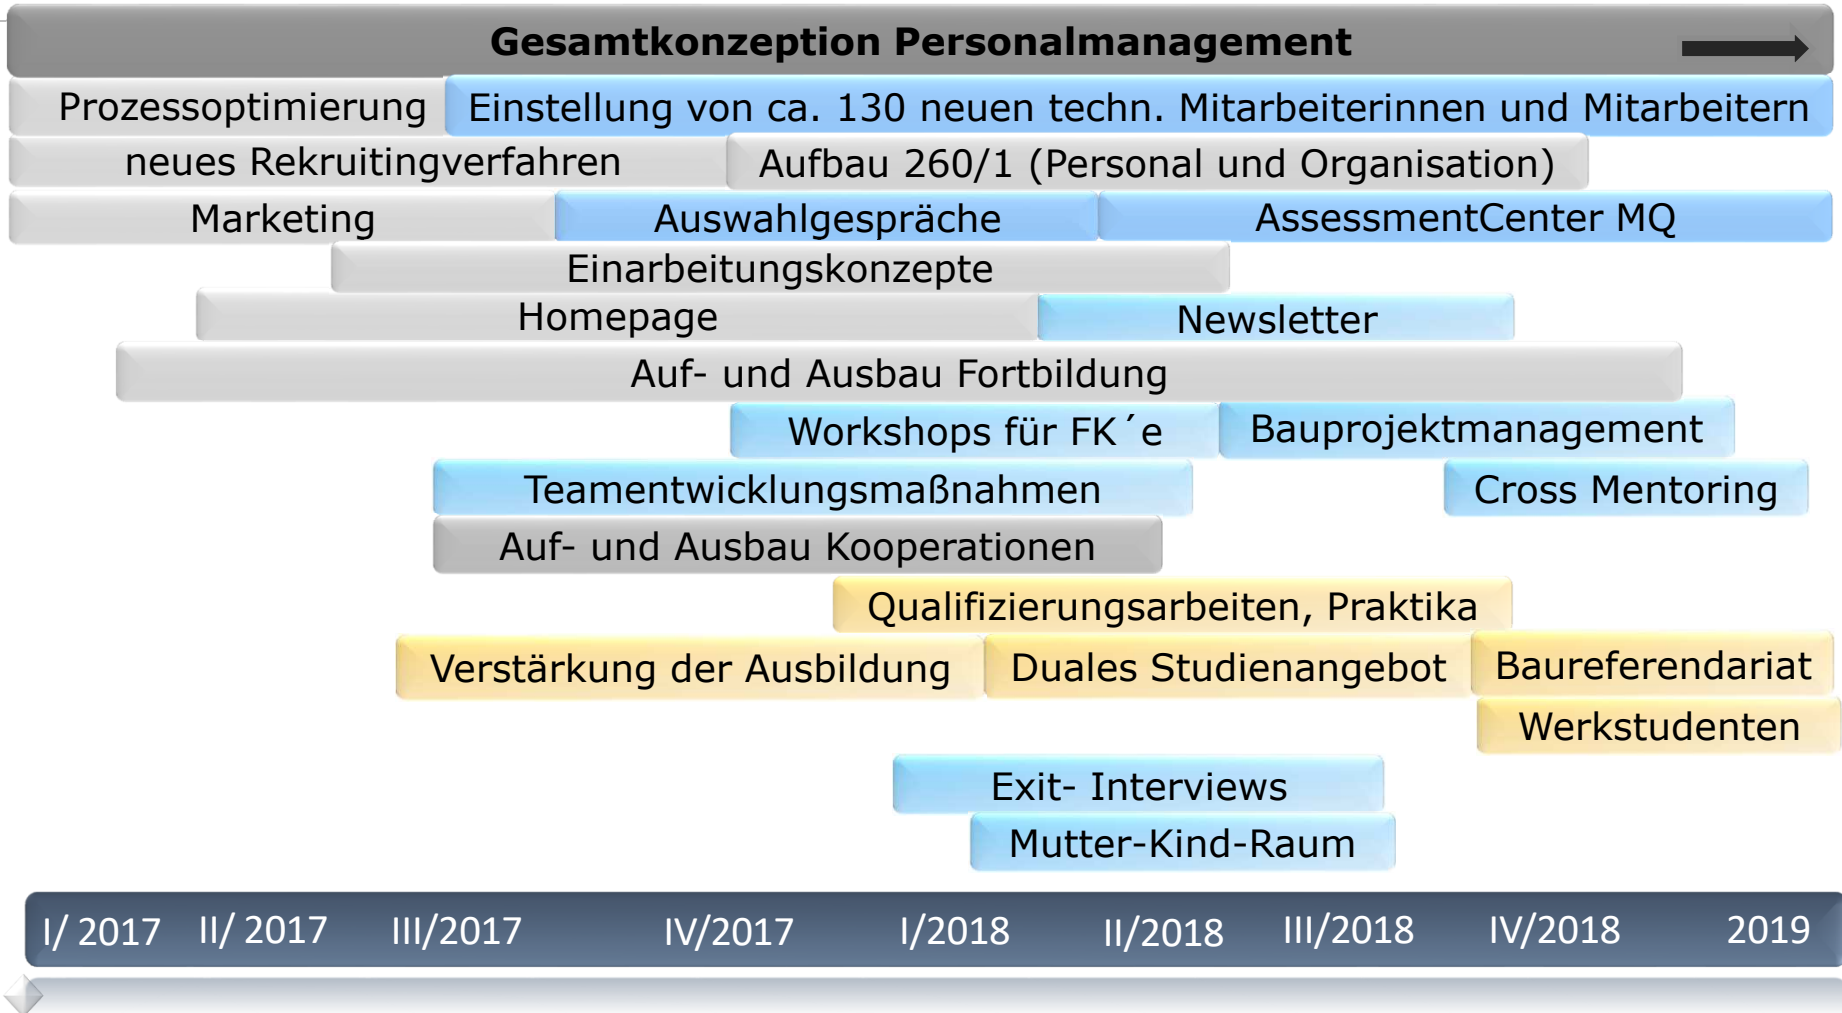 Gesamtkonzeption Personalmanagement
Prozessoptimierung Einstellung von ca. 130 neuen techn. Mitarbeiterinnen und Mitarbeitern
neues Rekruitingverfahren Aufbau 260/1 (Personal und Organisation)
Marketing Auswahlgespräche AssessmentCenter MQ
Einarbeitungskonzepte
Homepage Newsletter
Auf- und Ausbau Fortbildung
Workshops für FK´e Bauprojektmanagement
Teamentwicklungsmaßnahmen Cross Mentoring
Auf- und Ausbau Kooperationen
Qualifizierungsarbeiten, Praktika
Verstärkung der Ausbildung Duales Studienangebot Baureferendariat
Werkstudenten
Exit- Interviews
Mutter-Kind-Raum
I/ 2017 II/ 2017 III/2017 IV/2017 I/2018 II/2018 III/2018 IV/2018 2019